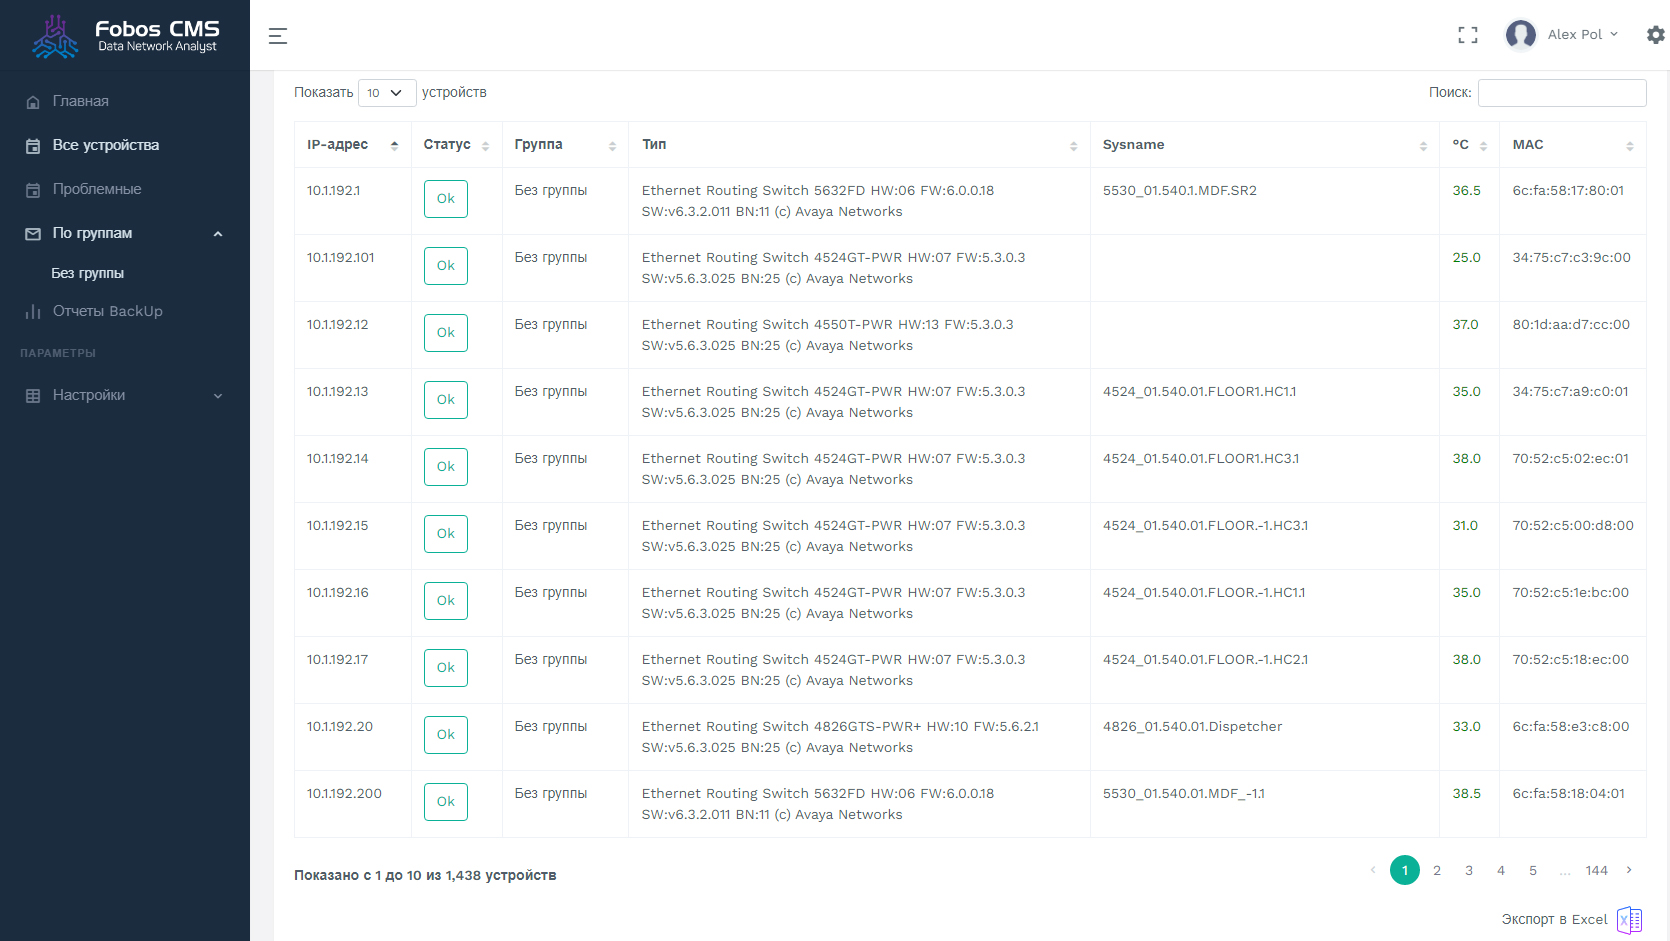 Fobos CMS
Data Network Analyst
Alex Pol
Главная
Все устройства
Проблемные
По группам
Без группы
Отчеты BackUp
ПАРАМЕТРЫ
Настройки
Показать 10 устройств
Поиск:
IP-адрес Статус Группа Тип Sysname °C MAC
10.1.192.1 Ok Без группы Ethernet Routing Switch 5632FD HW:06 FW:6.0.0.18 5530_01.540.1.MDF.SR2 36.5 6c:fa:58:17:80:01
SW:v6.3.2.011 BN:11 (c) Avaya Networks
10.1.192.101 Ok Без группы Ethernet Routing Switch 4524GT-PWR HW:07 FW:5.3.0.3 25.0 34:75:c7:c3:9c:00
SW:v5.6.3.025 BN:25 (c) Avaya Networks
10.1.192.12 Ok Без группы Ethernet Routing Switch 4550T-PWR HW:13 FW:5.3.0.3 37.0 80:1d:aa:d7:cc:00
SW:v5.6.3.025 BN:25 (c) Avaya Networks
10.1.192.13 Ok Без группы Ethernet Routing Switch 4524GT-PWR HW:07 FW:5.3.0.3 4524_01.540.01.FLOOR1.HC1.1 35.0 34:75:c7:a9:c0:01
SW:v5.6.3.025 BN:25 (c) Avaya Networks
10.1.192.14 Ok Без группы Ethernet Routing Switch 4524GT-PWR HW:07 FW:5.3.0.3 4524_01.540.01.FLOOR1.HC3.1 38.0 70:52:c5:02:ec:01
SW:v5.6.3.025 BN:25 (c) Avaya Networks
10.1.192.15 Ok Без группы Ethernet Routing Switch 4524GT-PWR HW:07 FW:5.3.0.3 4524_01.540.01.FLOOR.-1.HC3.1 31.0 70:52:c5:00:d8:00
SW:v5.6.3.025 BN:25 (c) Avaya Networks
10.1.192.16 Ok Без группы Ethernet Routing Switch 4524GT-PWR HW:07 FW:5.3.0.3 4524_01.540.01.FLOOR.-1.HC1.1 35.0 70:52:c5:1e:bc:00
SW:v5.6.3.025 BN:25 (c) Avaya Networks
10.1.192.17 Ok Без группы Ethernet Routing Switch 4524GT-PWR HW:07 FW:5.3.0.3 4524_01.540.01.FLOOR.-1.HC2.1 38.0 70:52:c5:18:ec:00
SW:v5.6.3.025 BN:25 (c) Avaya Networks
10.1.192.20 Ok Без группы Ethernet Routing Switch 4826GTS-PWR+ HW:10 FW:5.6.2.1 4826_01.540.01.Dispetcher 33.0 6c:fa:58:e3:c8:00
SW:v5.6.3.025 BN:25 (c) Avaya Networks
10.1.192.200 Ok Без группы Ethernet Routing Switch 5632FD HW:06 FW:6.0.0.18 5530_01.540.01.MDF_-1.1 38.5 6c:fa:58:18:04:01
SW:v6.3.2.011 BN:11 (c) Avaya Networks
Показано с 1 до 10 из 1,438 устройств
‹ 1 2 3 4 5 ... 144 ›
Экспорт в Excel